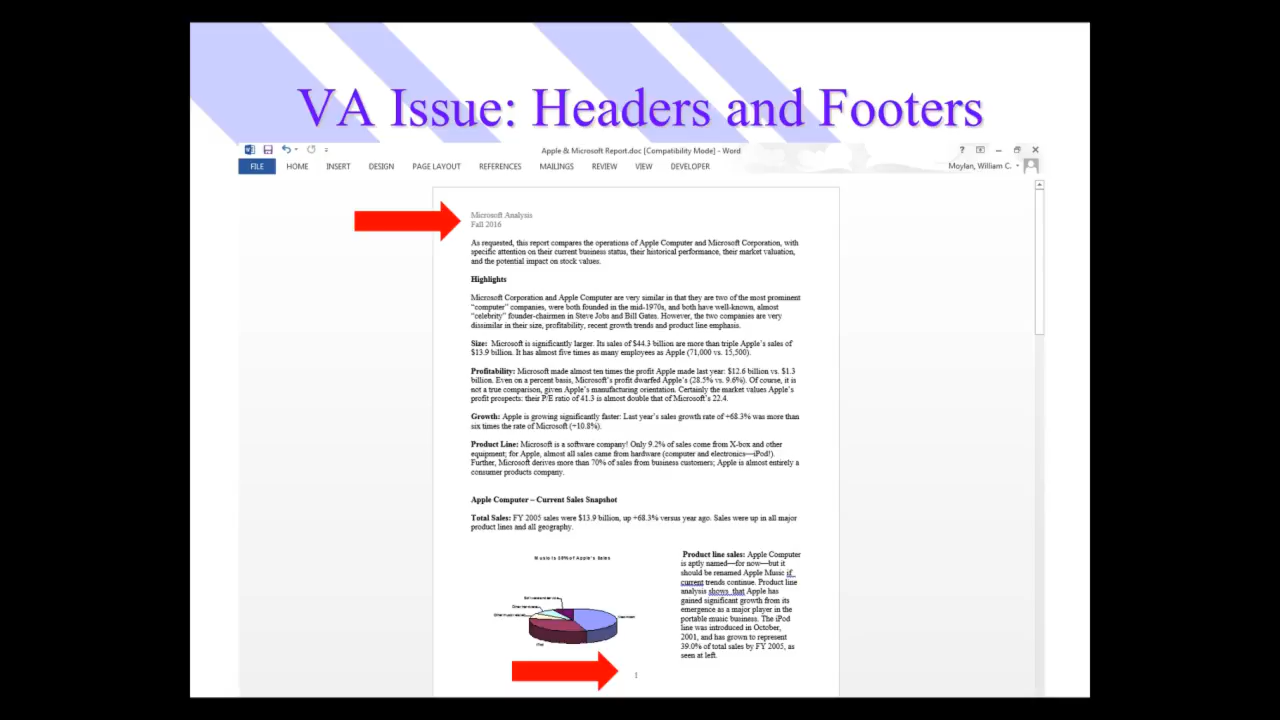 VA Issue: Headers and Footers
Apple & Microsoft Report.doc [Compatibility Mode] - Word
FILE HOME INSERT DESIGN PAGE LAYOUT REFERENCES MAILINGS REVIEW VIEW DEVELOPER Moylan, William C.
Microsoft Analysis
Fall 2016
As requested, this report compares the operations of Apple Computer and Microsoft Corporation, with
specific attention on their current business status, their historical performance, their market valuation,
and the potential impact on stock values.
Highlights
Microsoft Corporation and Apple Computer are very similar in that they are two of the most prominent
“computer” companies, were both founded in the mid-1970s, and both have well-known, almost
“celebrity” founder-chairmen in Steve Jobs and Bill Gates. However, the two companies are very
dissimilar in their size, profitability, recent growth trends and product line emphasis.
Size: Microsoft is significantly larger. Its sales of $44.3 billion are more than triple Apple’s sales of
$13.9 billion. It has almost five times as many employees as Apple (71,000 vs. 15,500).
Profitability: Microsoft made almost ten times the profit Apple made last year: $12.6 billion vs. $1.3
billion. Even on a percent basis, Microsoft’s profit dwarfed Apple’s (28.5% vs. 9.6%). Of course, it is
not a true comparison, given Apple’s manufacturing orientation. Certainly the market values Apple’s
profit prospects: their P/E ratio of 41.3 is almost double that of Microsoft’s 22.4.
Growth: Apple is growing significantly faster: Last year’s sales growth rate of +68.3% was more than
six times the rate of Microsoft (+10.8%).
Product Line: Microsoft is a software company! Only 9.2% of sales come from X-box and other
equipment; for Apple, almost all sales came from hardware (computer and electronics—iPod!).
Further, Microsoft derives more than 70% of sales from business customers; Apple is almost entirely a
consumer products company.
Apple Computer – Current Sales Snapshot
Total Sales: FY 2005 sales were $13.9 billion, up +68.3% versus year ago. Sales were up in all major
product lines and all geography.
Music is 39% of Apple's Sales
Product line sales: Apple Computer
is aptly named—for now—but it
should be renamed Apple Music if
current trends continue. Product line
analysis shows that Apple has
gained significant growth from its
emergence as a major player in the
portable music business. The iPod
line was introduced in October,
2001, and has grown to represent
39.0% of total sales by FY 2005, as
seen at left.
iPod
1